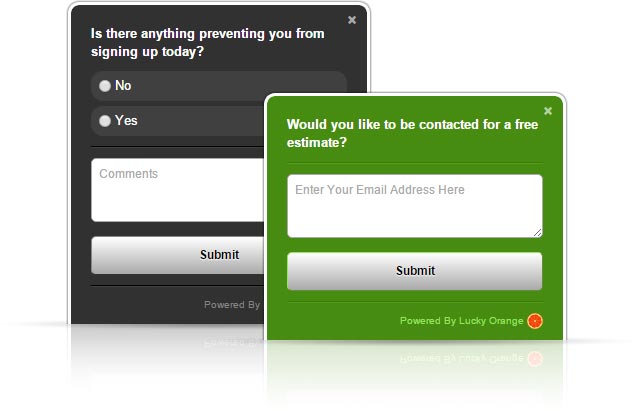 Is there anything preventing you from
signing up today?
No
Yes
Comments
Submit
Powered By
Would you like to be contacted for a free
estimate?
Enter Your Email Address Here
Submit
Powered By Lucky Orange